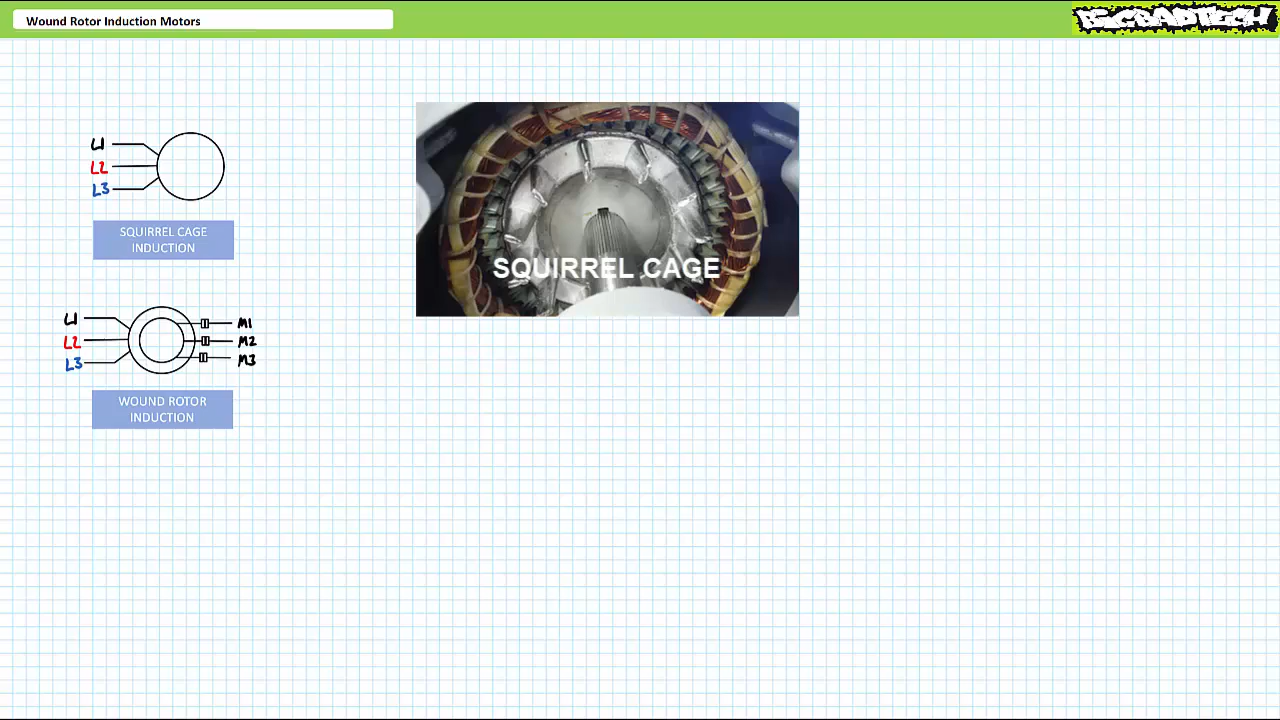 Wound Rotor Induction Motors
BIGBADTECH
L1
L2
L3
SQUIRREL CAGE
INDUCTION
SQUIRREL CAGE
L1
L2
L3
M1
M2
M3
WOUND ROTOR
INDUCTION